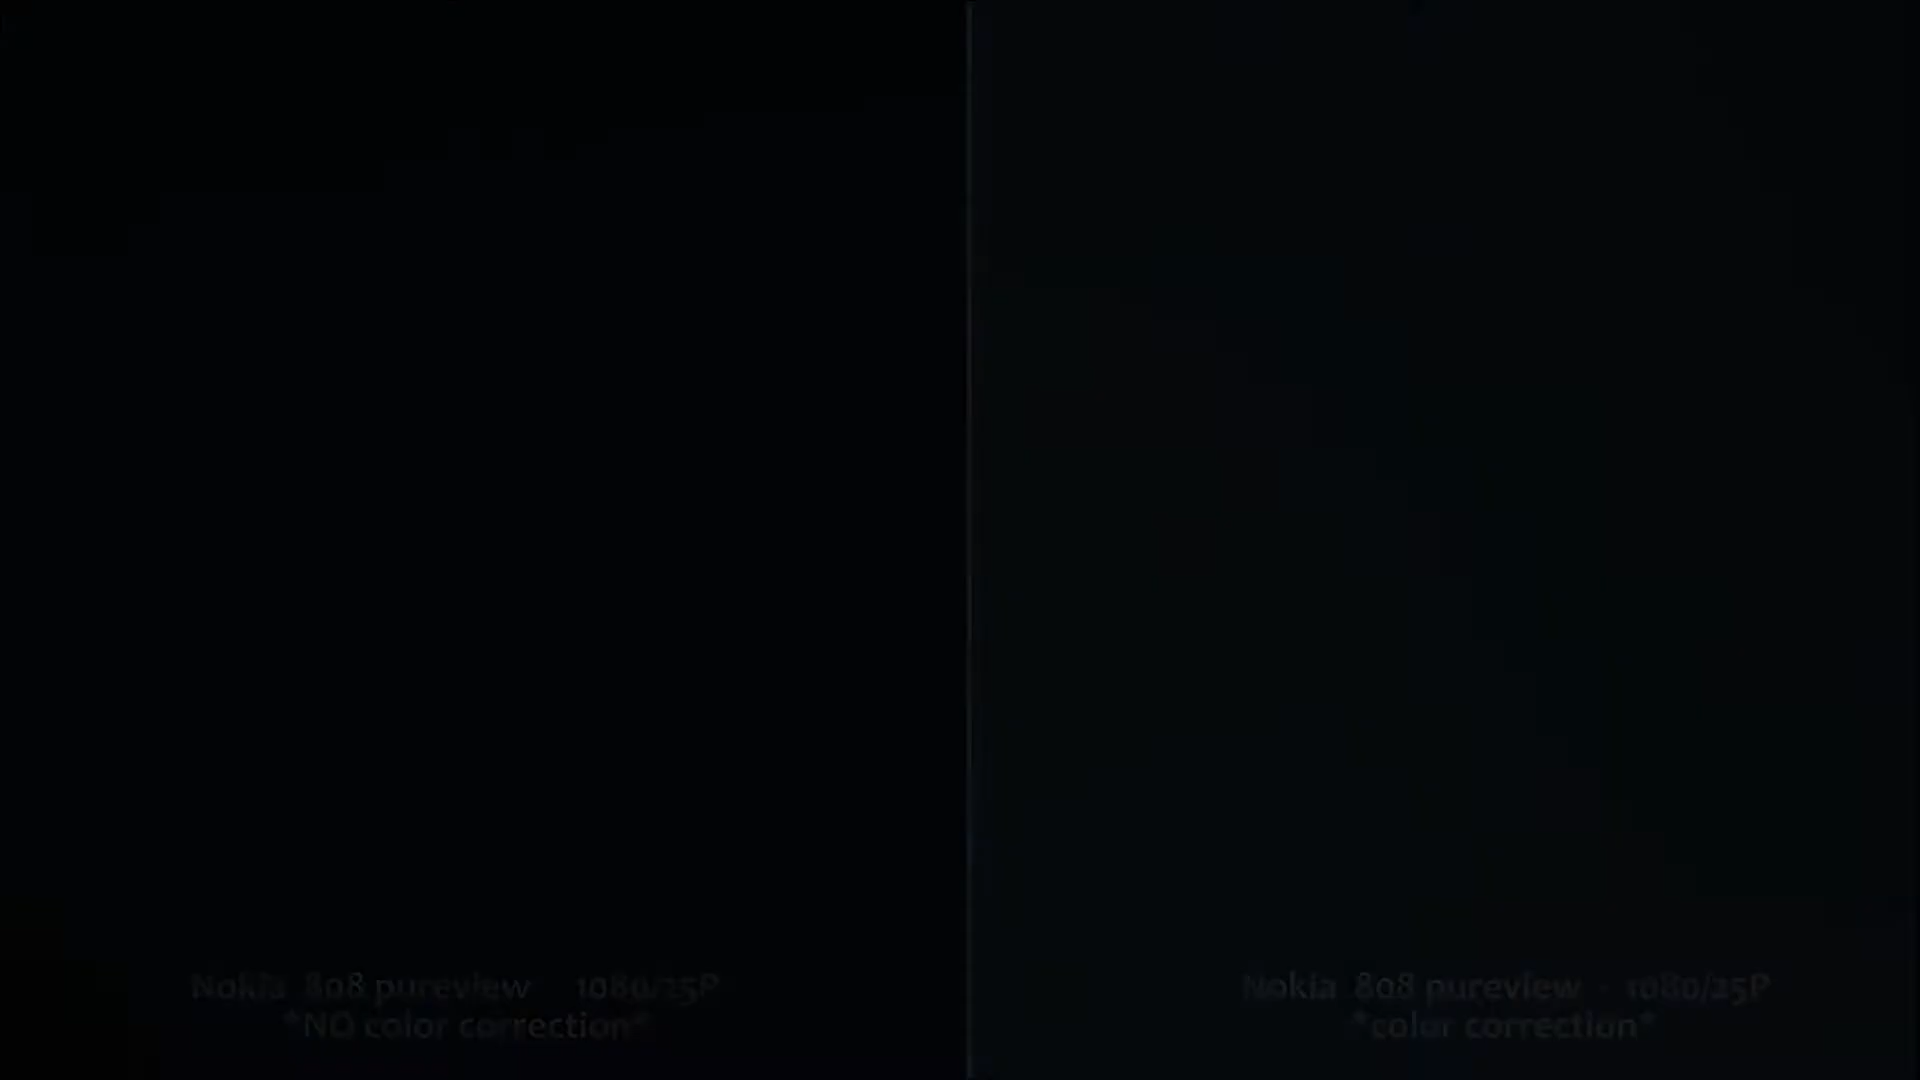 Nokia 808 pureview - 1080/25P
*NO color correction*
Nokia 808 pureview - 1080/25P
*color correction*